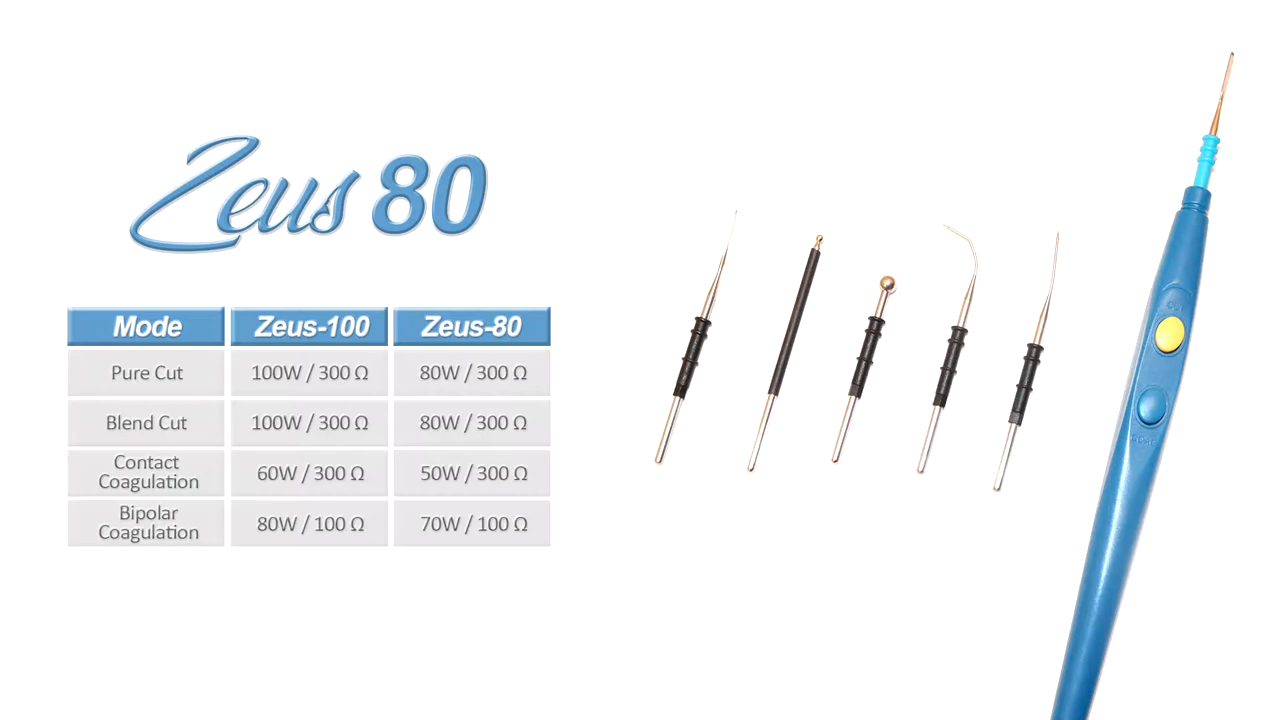 Zeus 80
Mode Zeus-100 Zeus-80
Pure Cut 100W / 300 Ω 80W / 300 Ω
Blend Cut 100W / 300 Ω 80W / 300 Ω
Contact
Coagulation 60W / 300 Ω 50W / 300 Ω
Bipolar
Coagulation 80W / 100 Ω 70W / 100 Ω